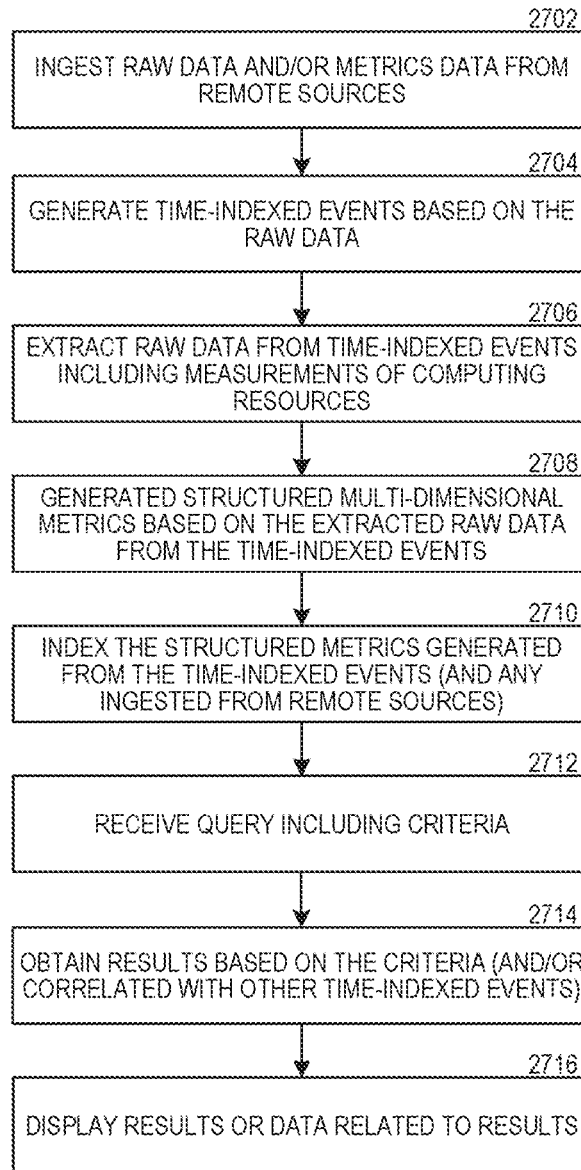 2702
INGEST RAW DATA AND/OR METRICS DATA FROM
REMOTE SOURCES
2704
GENERATE TIME-INDEXED EVENTS BASED ON THE
RAW DATA
2706
EXTRACT RAW DATA FROM TIME-INDEXED EVENTS
INCLUDING MEASUREMENTS OF COMPUTING
RESOURCES
2708
GENERATED STRUCTURED MULTI-DIMENSIONAL
METRICS BASED ON THE EXTRACTED RAW DATA
FROM THE TIME-INDEXED EVENTS
2710
INDEX THE STRUCTURED METRICS GENERATED
FROM THE TIME-INDEXED EVENTS (AND ANY
INGESTED FROM REMOTE SOURCES)
2712
RECEIVE QUERY INCLUDING CRITERIA
2714
OBTAIN RESULTS BASED ON THE CRITERIA (AND/OR
CORRELATED WITH OTHER TIME-INDEXED EVENTS)
2716
DISPLAY RESULTS OR DATA RELATED TO RESULTS